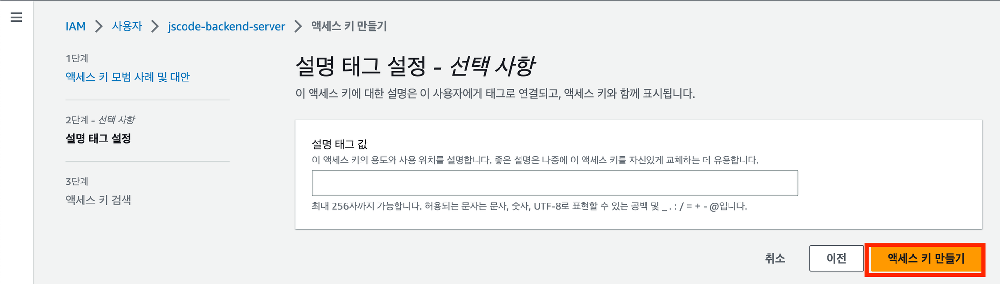 IAM > 사용자 > jscode-backend-server > 액세스 키 만들기
1단계
액세스 키 모범 사례 및 대안
2단계 - 선택 사항
설명 태그 설정
3단계
액세스 키 검색
설명 태그 설정 - 선택 사항
이 액세스 키에 대한 설명은 이 사용자에게 태그로 연결되고, 액세스 키와 함께 표시됩니다.
설명 태그 값
이 액세스 키의 용도와 사용 위치를 설명합니다. 좋은 설명은 나중에 이 액세스 키를 자신있게 교체하는 데 유용합니다.
최대 256자까지 가능합니다. 허용되는 문자는 문자, 숫자, UTF-8로 표현할 수 있는 공백 및 _ . : / = + - @입니다.
취소
이전
액세스 키 만들기